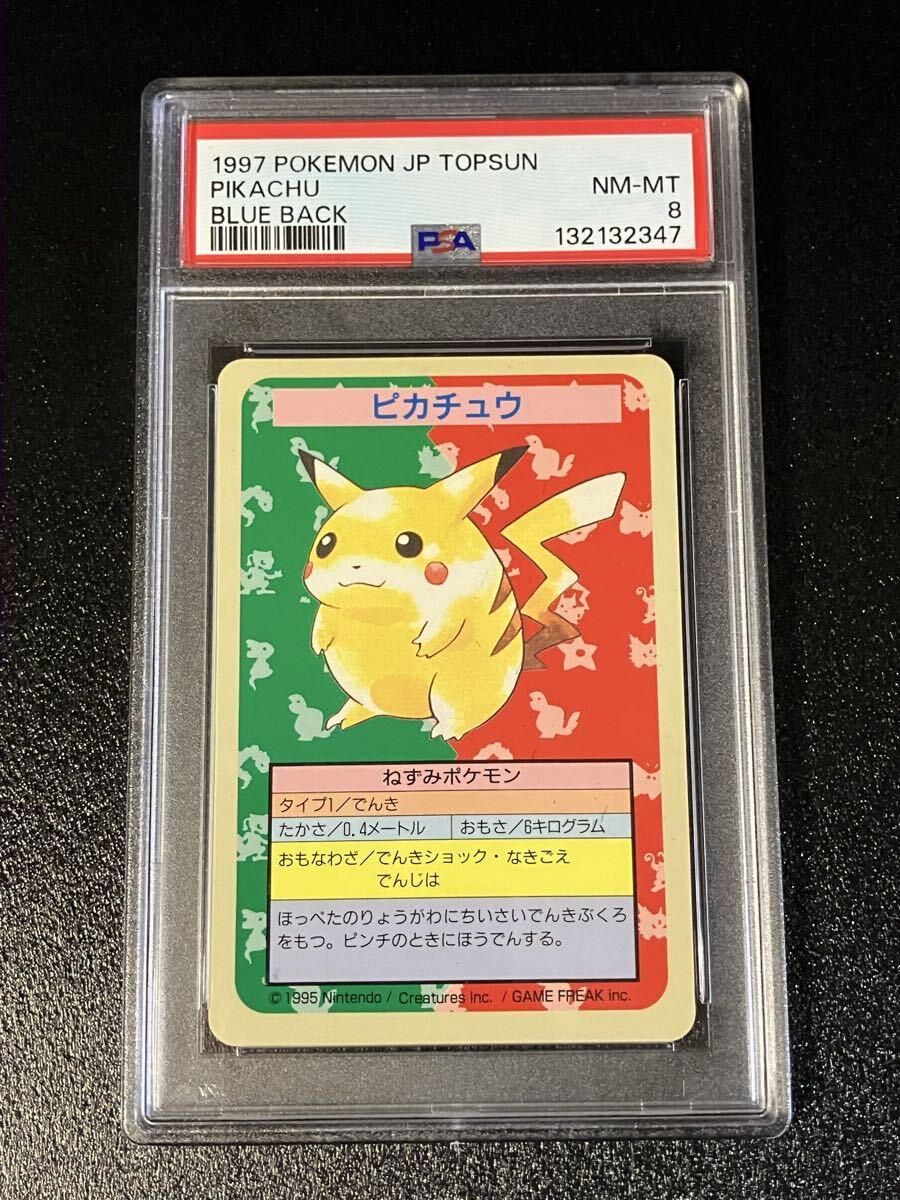 1997 POKEMON JP TOPSUN
PIKACHU NM-MT
BLUE BACK 8
PSA 132132347
ピカチュウ
ねずみポケモン
タイプ1/でんき
たかさ/0.4メートル おもさ/6キログラム
おもなわざ/でんきショック・なきごえ
でんじは
ほっぺたのりょうがわにちいさいでんきぶくろ
をもつ。ピンチのときにほうでんする。
© 1995 Nintendo / Creatures inc. / GAME FREAK inc.